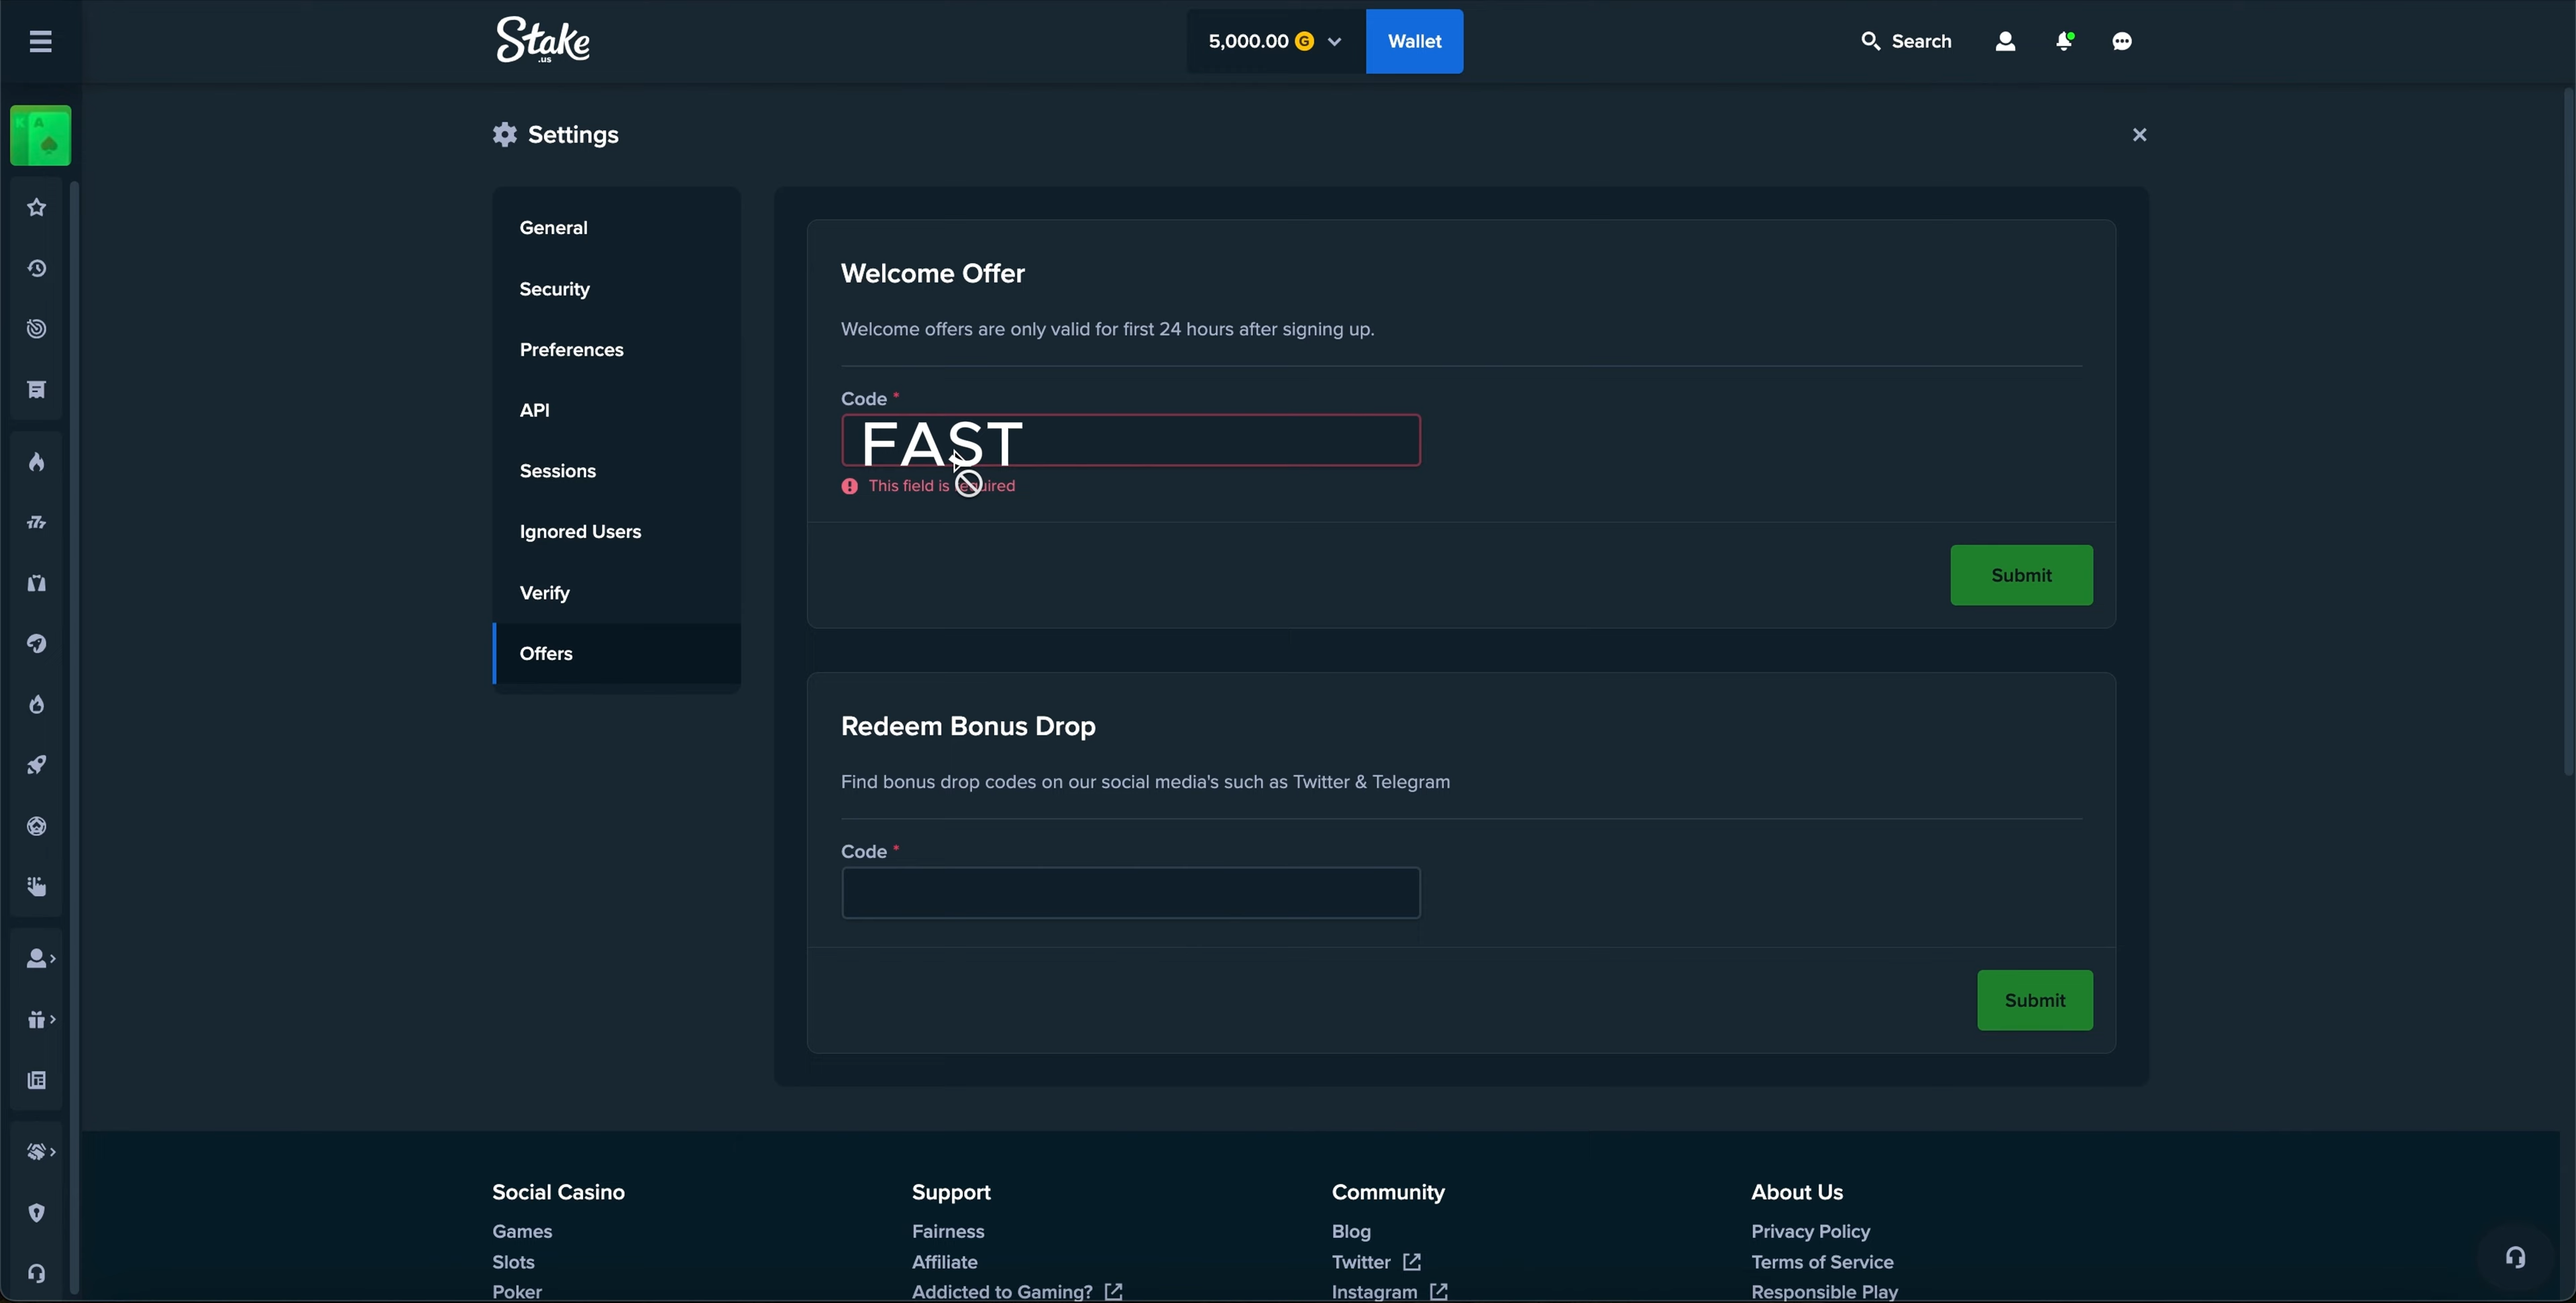 Stake
.us
5,000.00 G
Wallet
Search
K A
Settings
General
Security
Preferences
API
Sessions
Ignored Users
Verify
Offers
Welcome Offer
Welcome offers are only valid for first 24 hours after signing up.
Code *
FAST
This field is required
Submit
Redeem Bonus Drop
Find bonus drop codes on our social media's such as Twitter & Telegram
Code *
Submit
Social Casino
Games
Slots
Poker
Support
Fairness
Affiliate
Addicted to Gaming?
Community
Blog
Twitter
Instagram
About Us
Privacy Policy
Terms of Service
Responsible Play